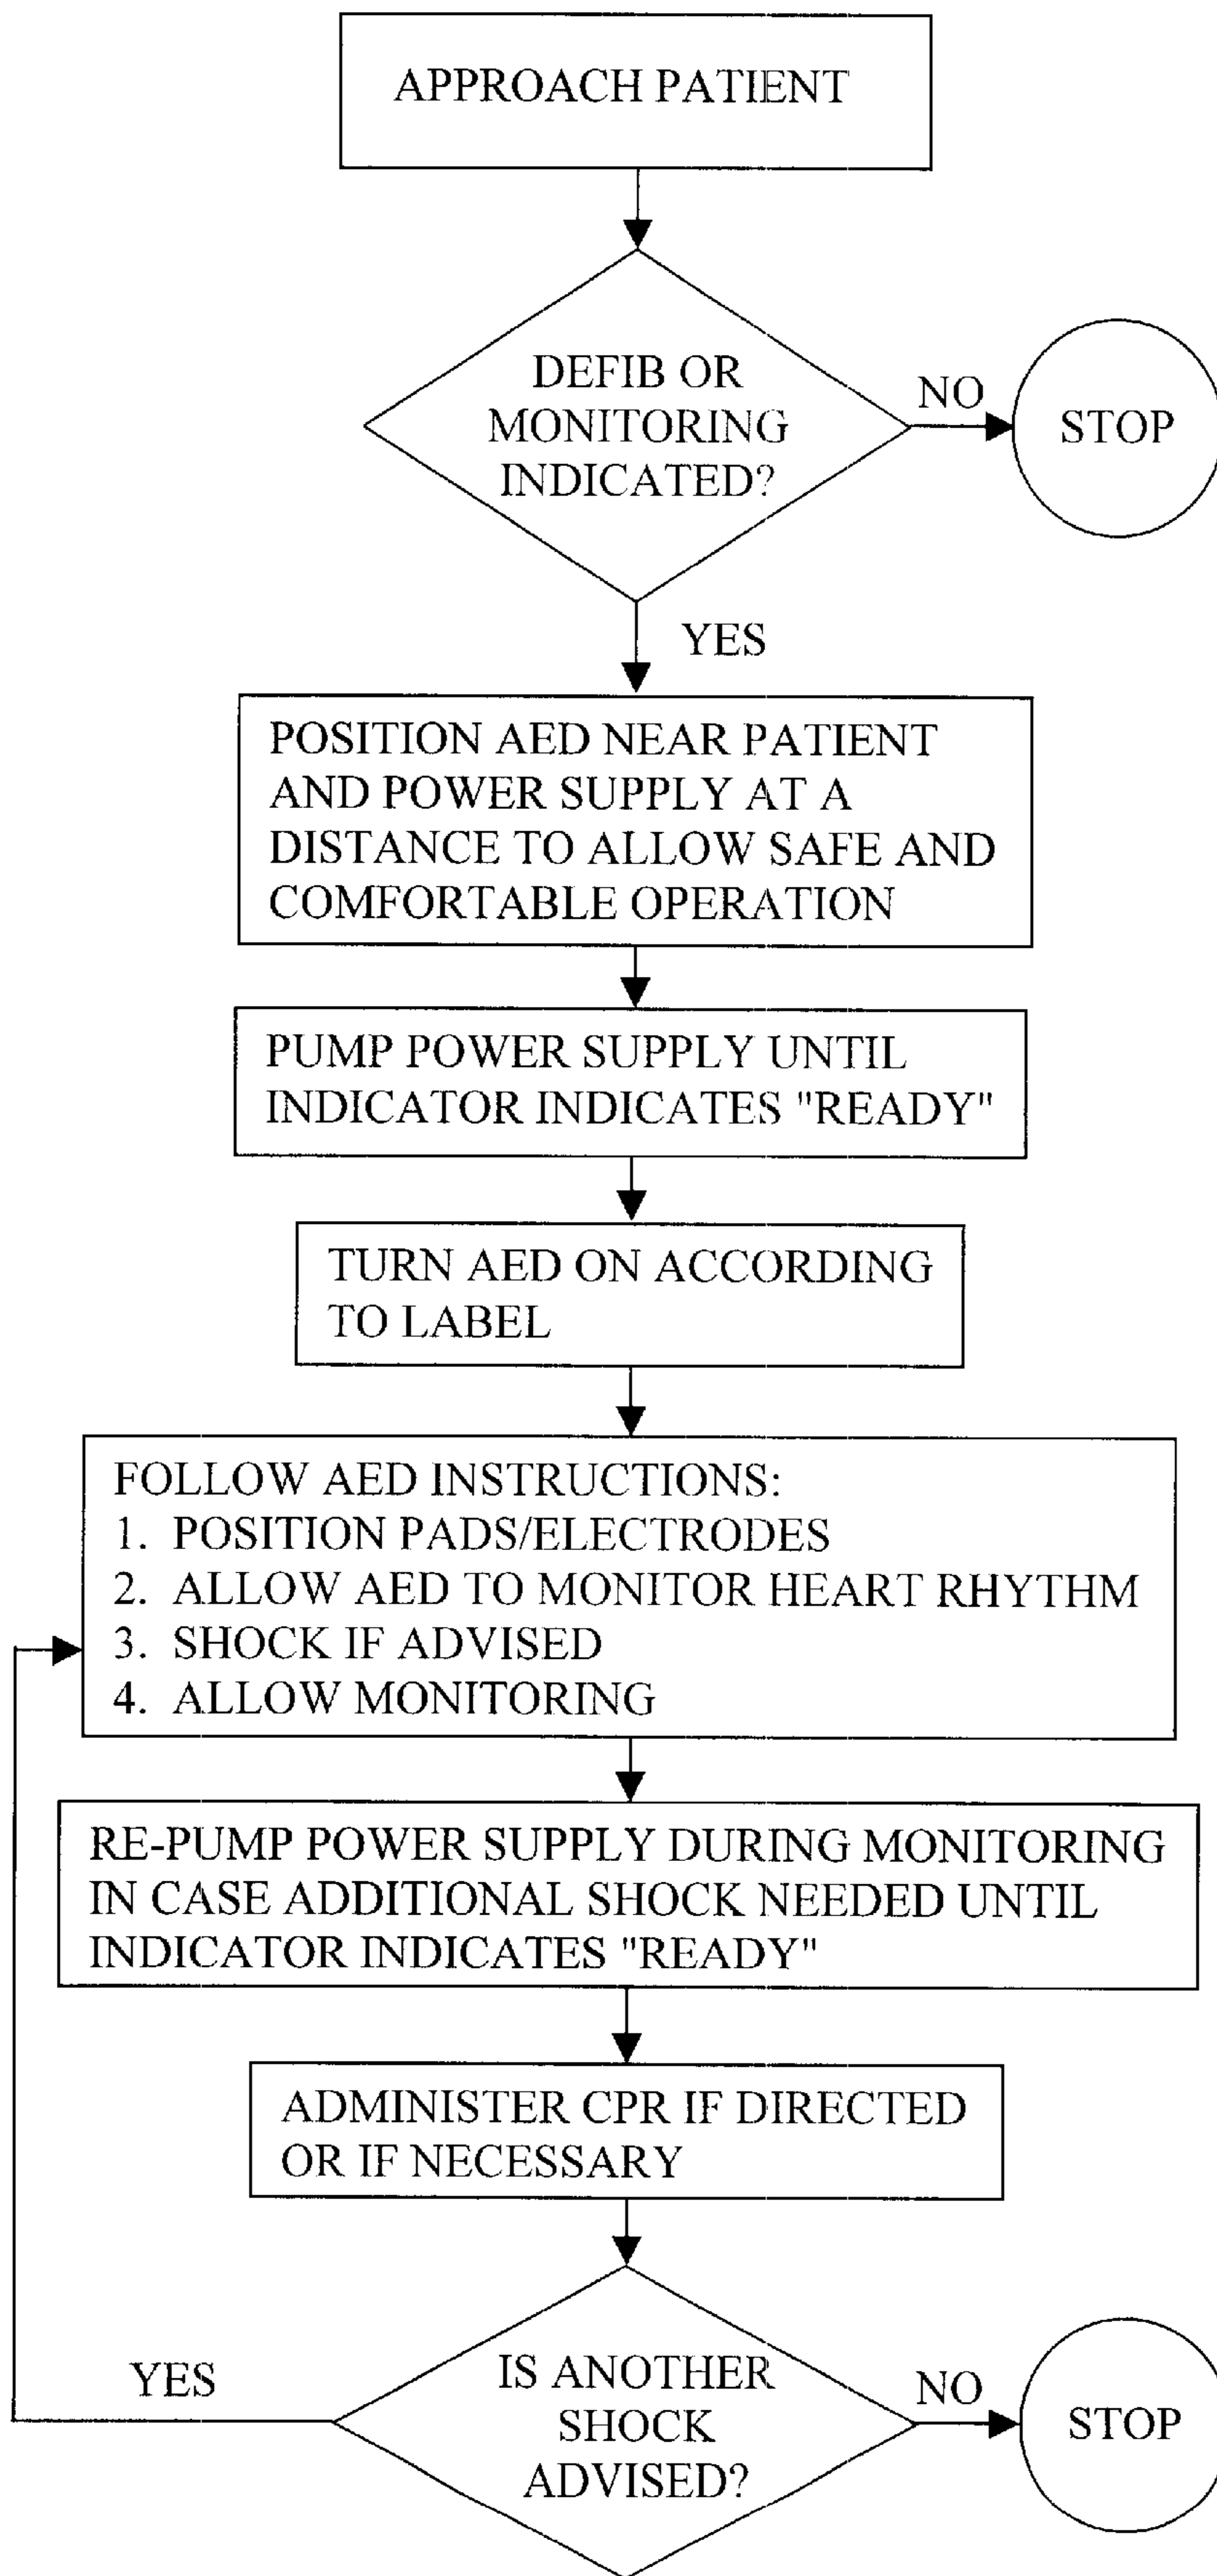 APPROACH PATIENT
DEFIB OR
MONITORING
INDICATED?
NO
STOP
YES
POSITION AED NEAR PATIENT
AND POWER SUPPLY AT A
DISTANCE TO ALLOW SAFE AND
COMFORTABLE OPERATION
PUMP POWER SUPPLY UNTIL
INDICATOR INDICATES "READY"
TURN AED ON ACCORDING
TO LABEL
FOLLOW AED INSTRUCTIONS:
1. POSITION PADS/ELECTRODES
2. ALLOW AED TO MONITOR HEART RHYTHM
3. SHOCK IF ADVISED
4. ALLOW MONITORING
RE-PUMP POWER SUPPLY DURING MONITORING
IN CASE ADDITIONAL SHOCK NEEDED UNTIL
INDICATOR INDICATES "READY"
ADMINISTER CPR IF DIRECTED
OR IF NECESSARY
YES
IS ANOTHER
SHOCK
ADVISED?
NO
STOP